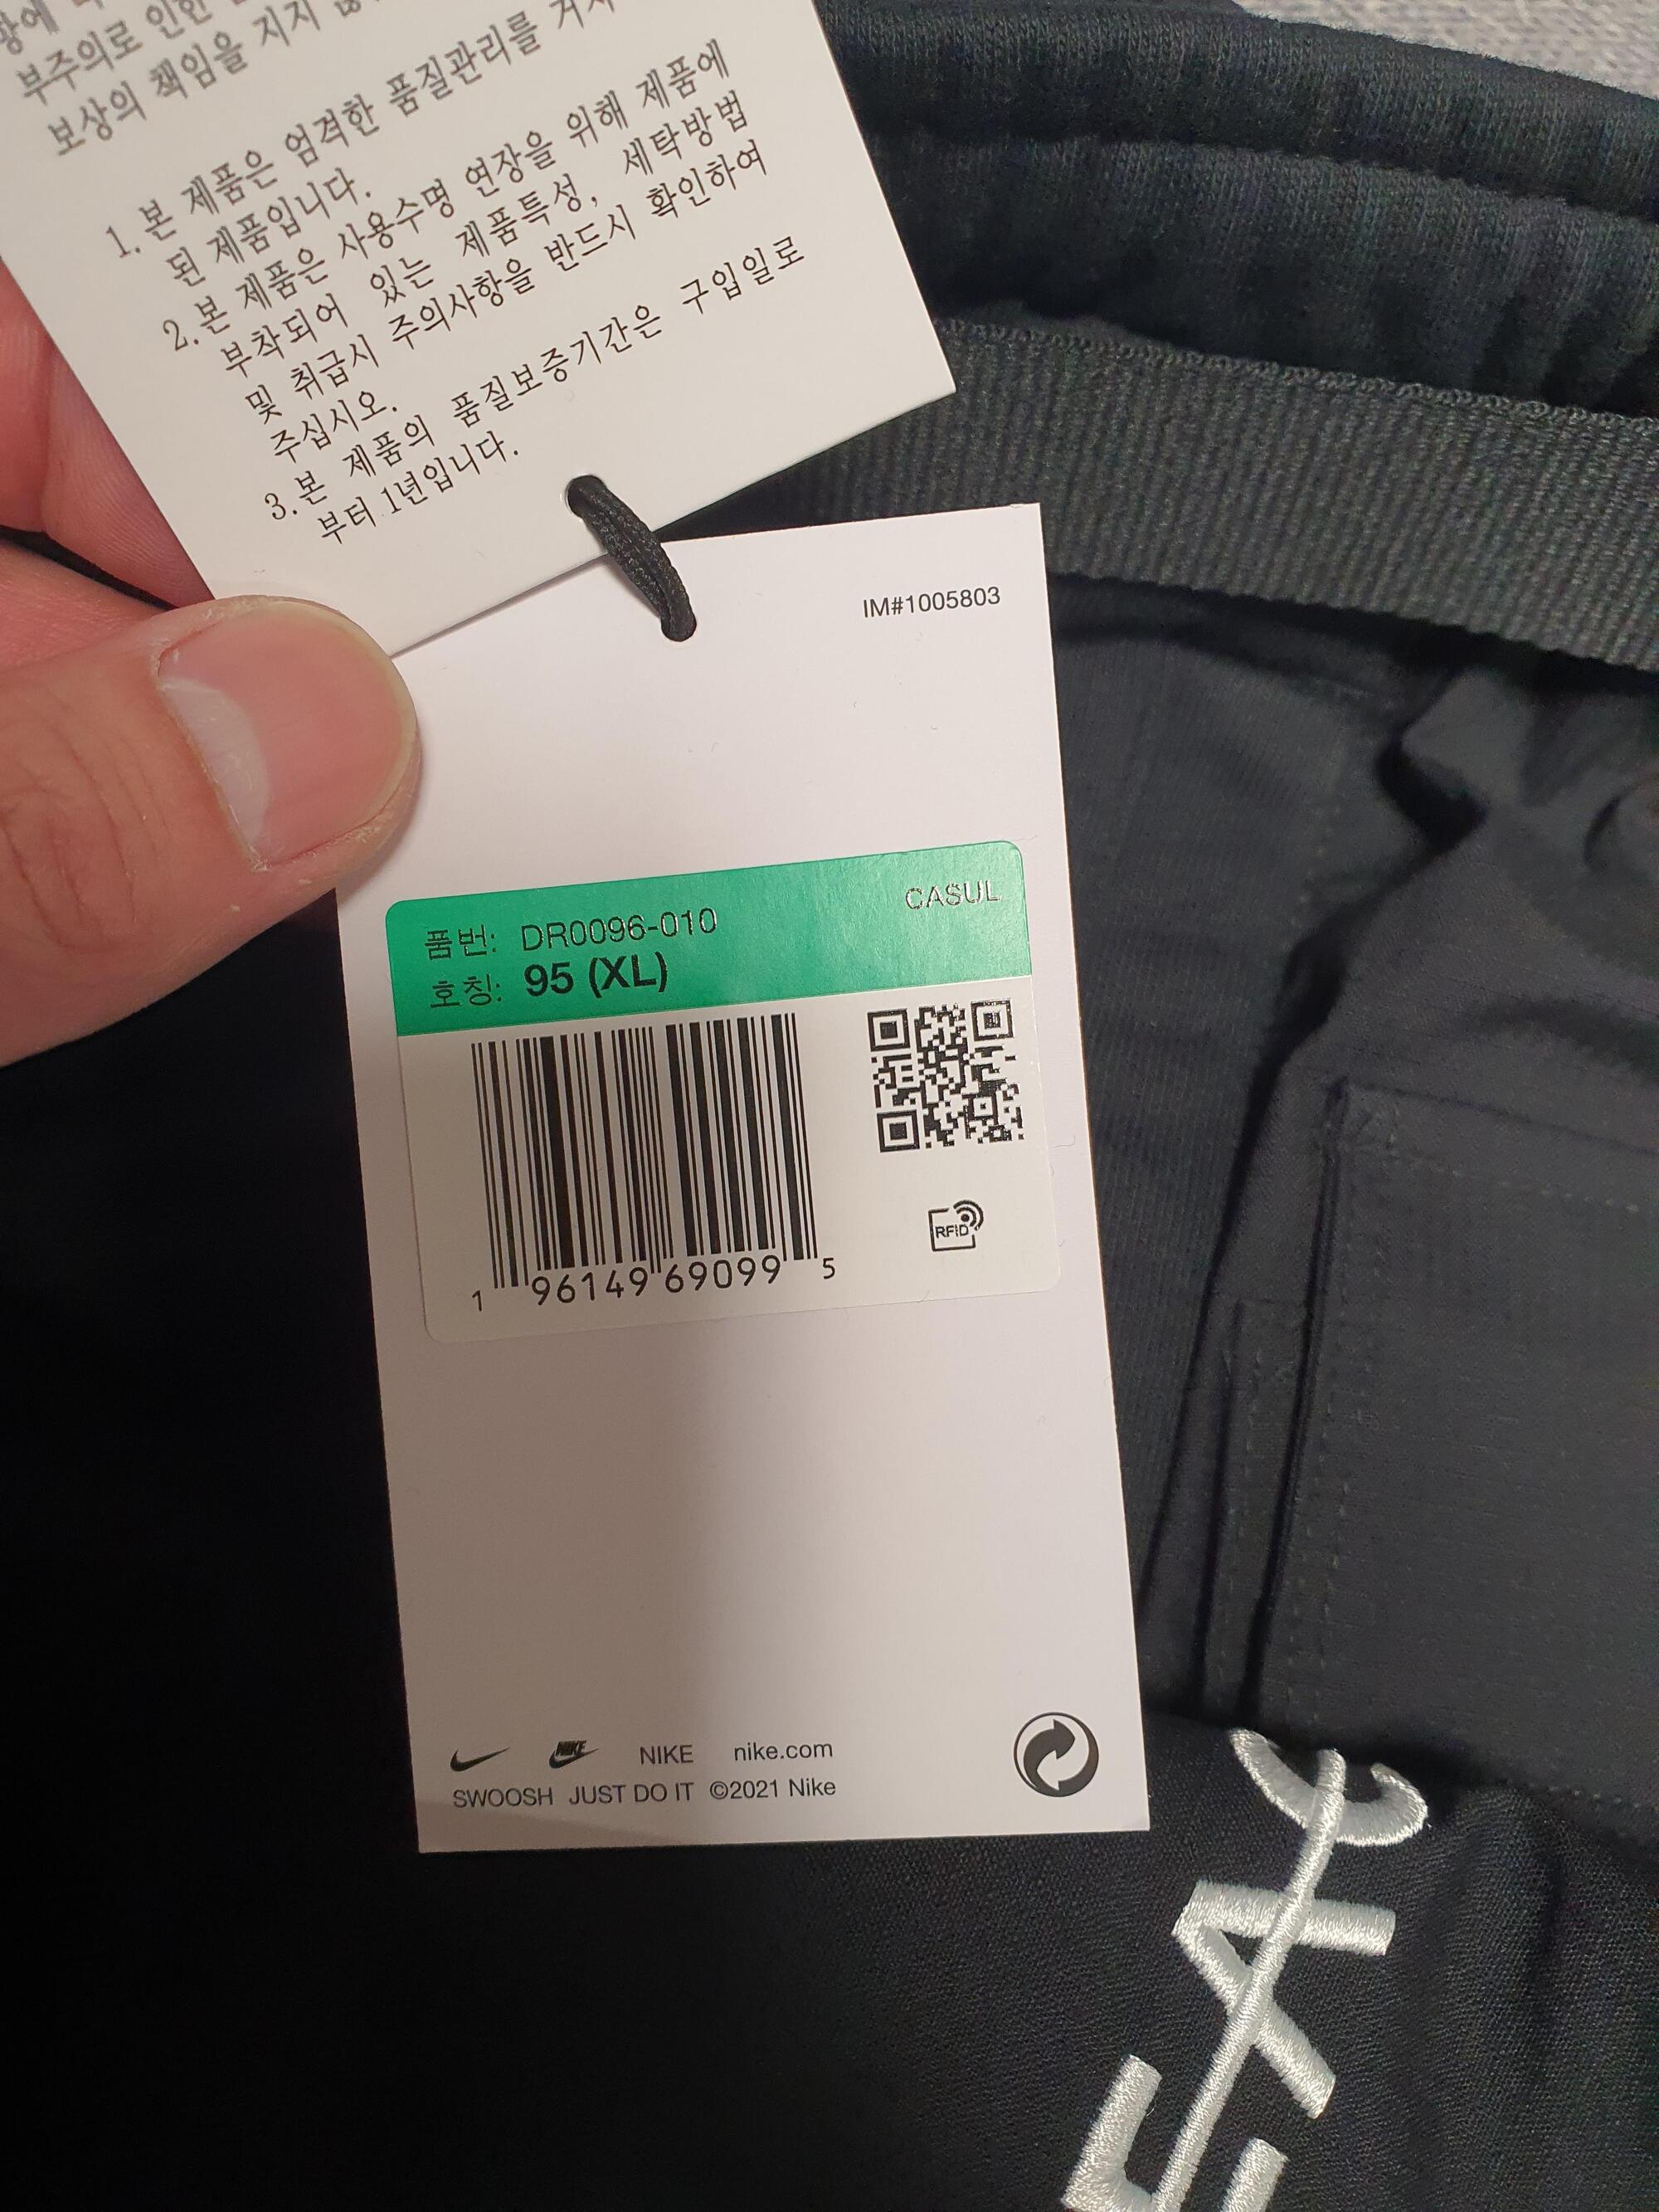 부주의로 인한
보상의 책임을 지지
1. 본 제품은 엄격한 품질관리를 거쳐
된 제품입니다.
2. 본 제품은 사용수명 연장을 위해 제품에
부착되어 있는 제품특성, 세탁방법
및 취급시 주의사항을 반드시 확인하여
주십시오.
3. 본 제품의 품질보증기간은 구입일로
부터 1년입니다.
IM#1005803
CASUL
품번: DR0096-010
호칭: 95 (XL)
RFID
1 96149 69099 5
NIKE NIKE nike.com
SWOOSH JUST DO IT ©2021 Nike